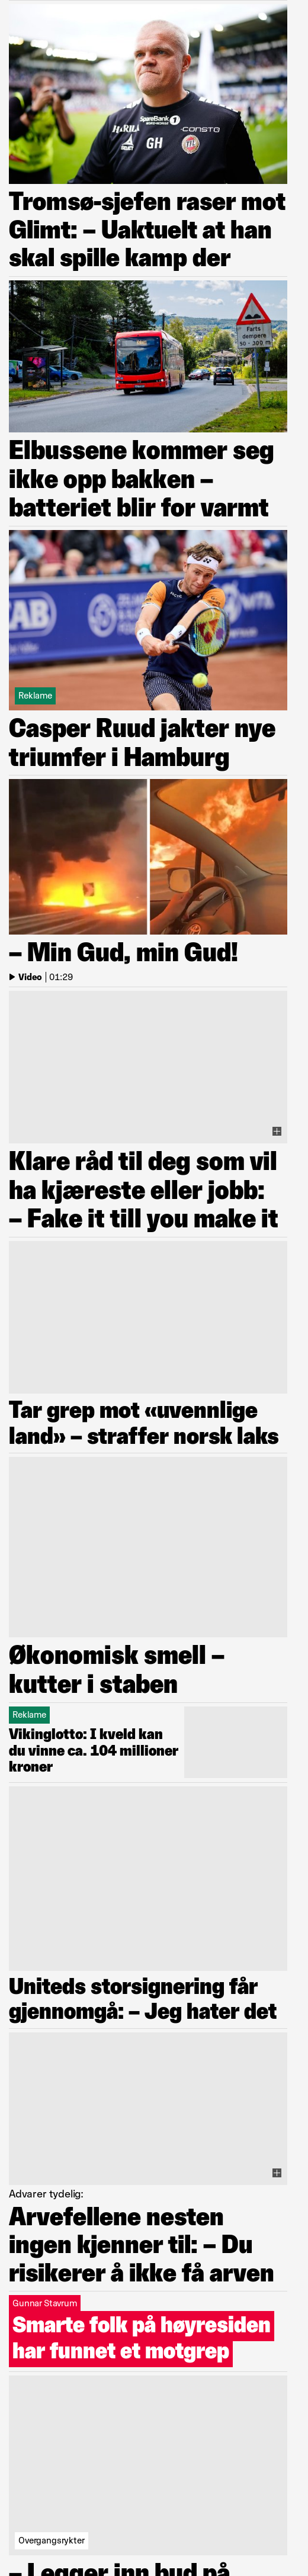 SpareBank 1
CONSTO
GH
TIL
Tromsø-sjefen raser mot
Glimt: – Uaktuelt at han
skal spille kamp der
Farts
dempere
50 - 300 m
Elbussene kommer seg
ikke opp bakken –
batteriet blir for varmt
Reklame
Casper Ruud jakter nye
triumfer i Hamburg
– Min Gud, min Gud!
Video | 01:29
Klare råd til deg som vil
ha kjæreste eller jobb:
– Fake it till you make it
Tar grep mot «uvennlige
land» – straffer norsk laks
Økonomisk smell –
kutter i staben
Reklame
Vikinglotto: I kveld kan
du vinne ca. 104 millioner
kroner
Uniteds storsignering får
gjennomgå: – Jeg hater det
Advarer tydelig:
Arvefellene nesten
ingen kjenner til: – Du
risikerer å ikke få arven
Gunnar Stavrum
Smarte folk på høyresiden
har funnet et motgrep
Overgangsrykter
– Legger inn bud på